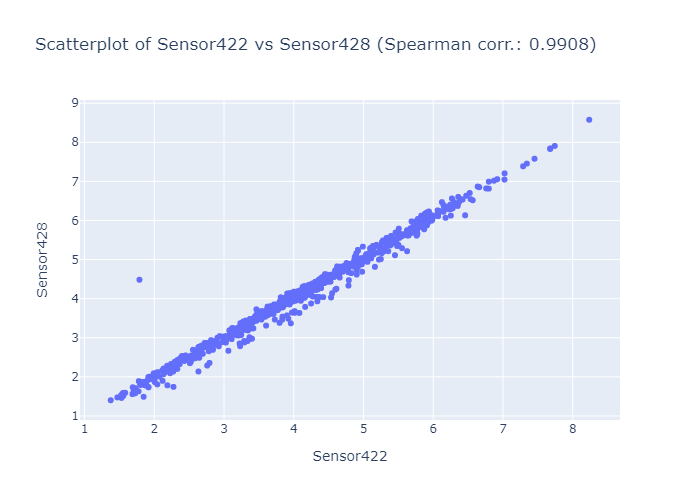 Scatterplot of Sensor422 vs Sensor428 (Spearman corr.: 0.9908)
9
8
7
6
5
4
3
2
1
Sensor428
1 2 3 4 5 6 7 8
Sensor422